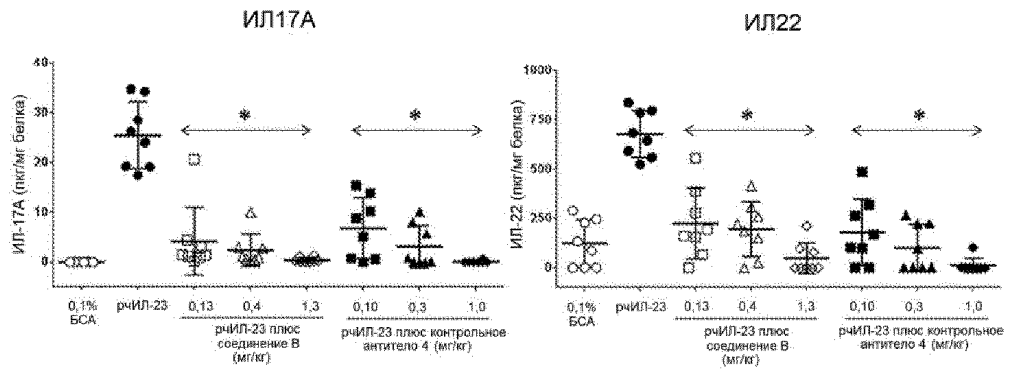 ИЛ17А
ИЛ-17А (пкг/мг белка)
40
30
20
10
0
*
*
0,1%
БСА
рчИЛ-23
0,13
0,4
1,3
0,10
0,3
1,0
рчИЛ-23 плюс
соединение В
(мг/кг)
рчИЛ-23 плюс контрольное
антитело 4 (мг/кг)
ИЛ22
ИЛ-22 (пкг/мг белка)
1000
750
500
250
0
*
*
0,1%
БСА
рчИЛ-23
0,13
0,4
1,3
0,10
0,3
1,0
рчИЛ-23 плюс
соединение В
(мг/кг)
рчИЛ-23 плюс контрольное
антитело 4 (мг/кг)